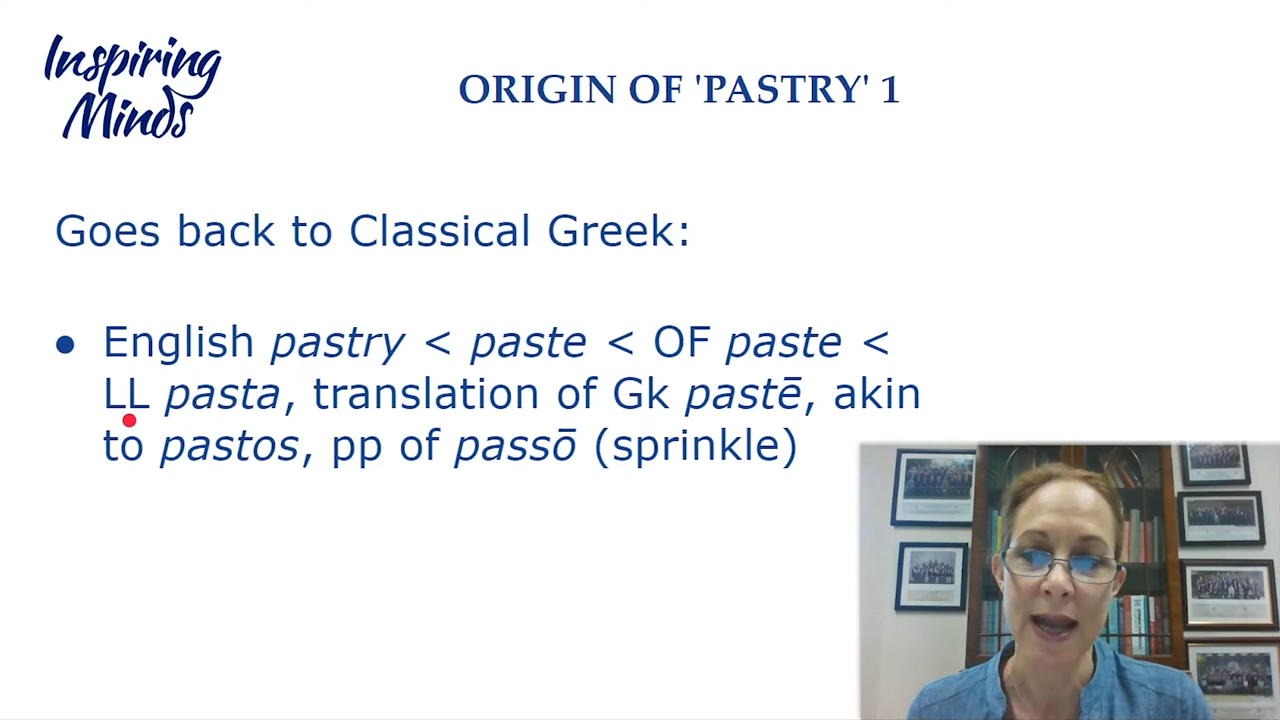 Inspiring
Minds
ORIGIN OF 'PASTRY' 1
Goes back to Classical Greek:
● English pastry < paste < OF paste <
LL pasta, translation of Gk pastē, akin
to pastos, pp of passō (sprinkle)